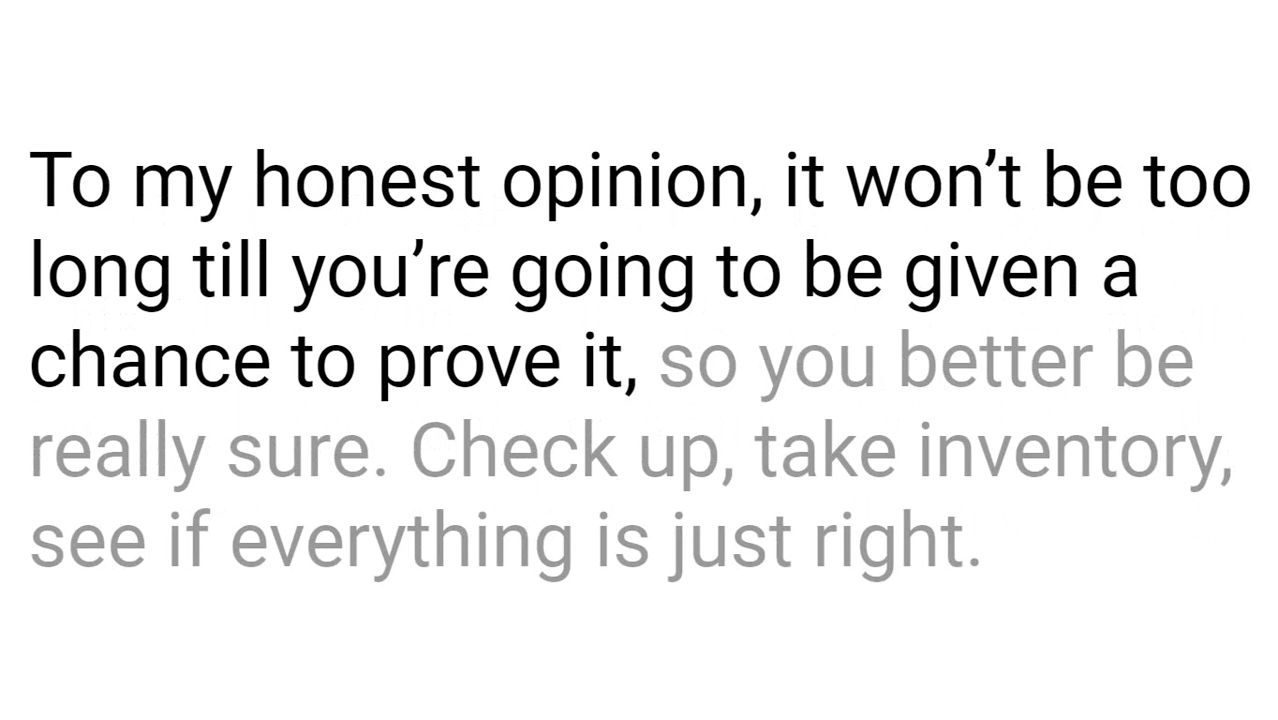 To my honest opinion, it won’t be too
long till you’re going to be given a
chance to prove it, so you better be
really sure. Check up, take inventory,
see if everything is just right.